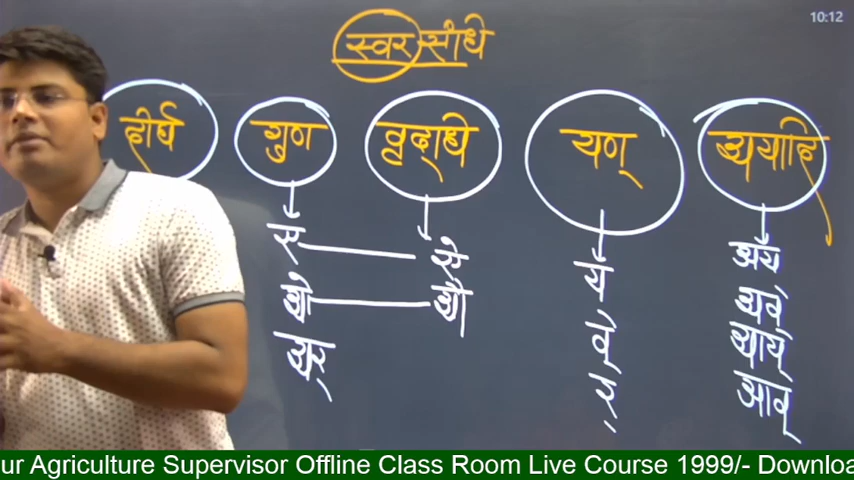 10:12
स्वर संधि
दीर्घ गुण वृद्धि यण् अयादि
ए ऐ य अय
ओ औ व अव
अर् र आय्
आव्
ur Agriculture Supervisor Offline Class Room Live Course 1999/- Downloa